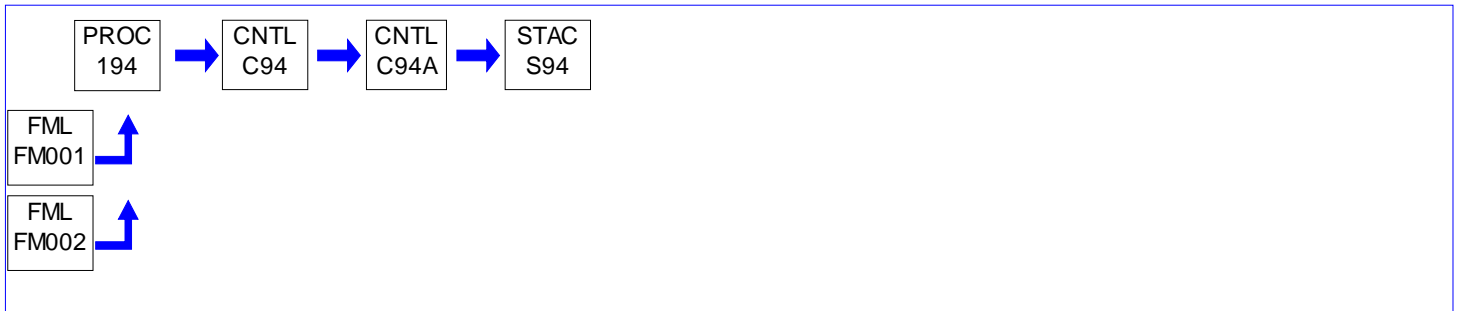 PROC
194
CNTL
C94
CNTL
C94A
STAC
S94
FML
FM001
FML
FM002